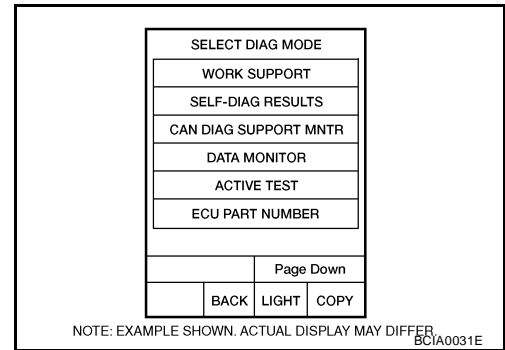 SELECT DIAG MODE
WORK SUPPORT
SELF-DIAG RESULTS
CAN DIAG SUPPORT MNTR
DATA MONITOR
ACTIVE TEST
ECU PART NUMBER
Page Down
BACK LIGHT COPY
NOTE: EXAMPLE SHOWN. ACTUAL DISPLAY MAY DIFFER.
BCIA0031E